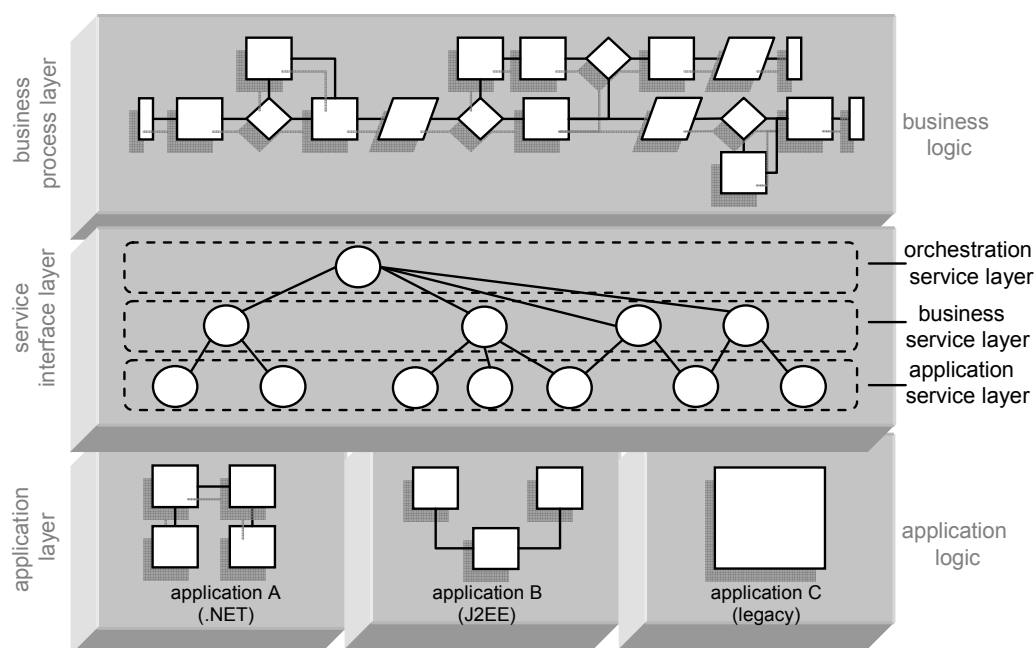 business
process layer
business
logic
service
interface layer
orchestration
service layer
business
service layer
application
service layer
application
layer
application A
(.NET)
application B
(J2EE)
application C
(legacy)
application
logic